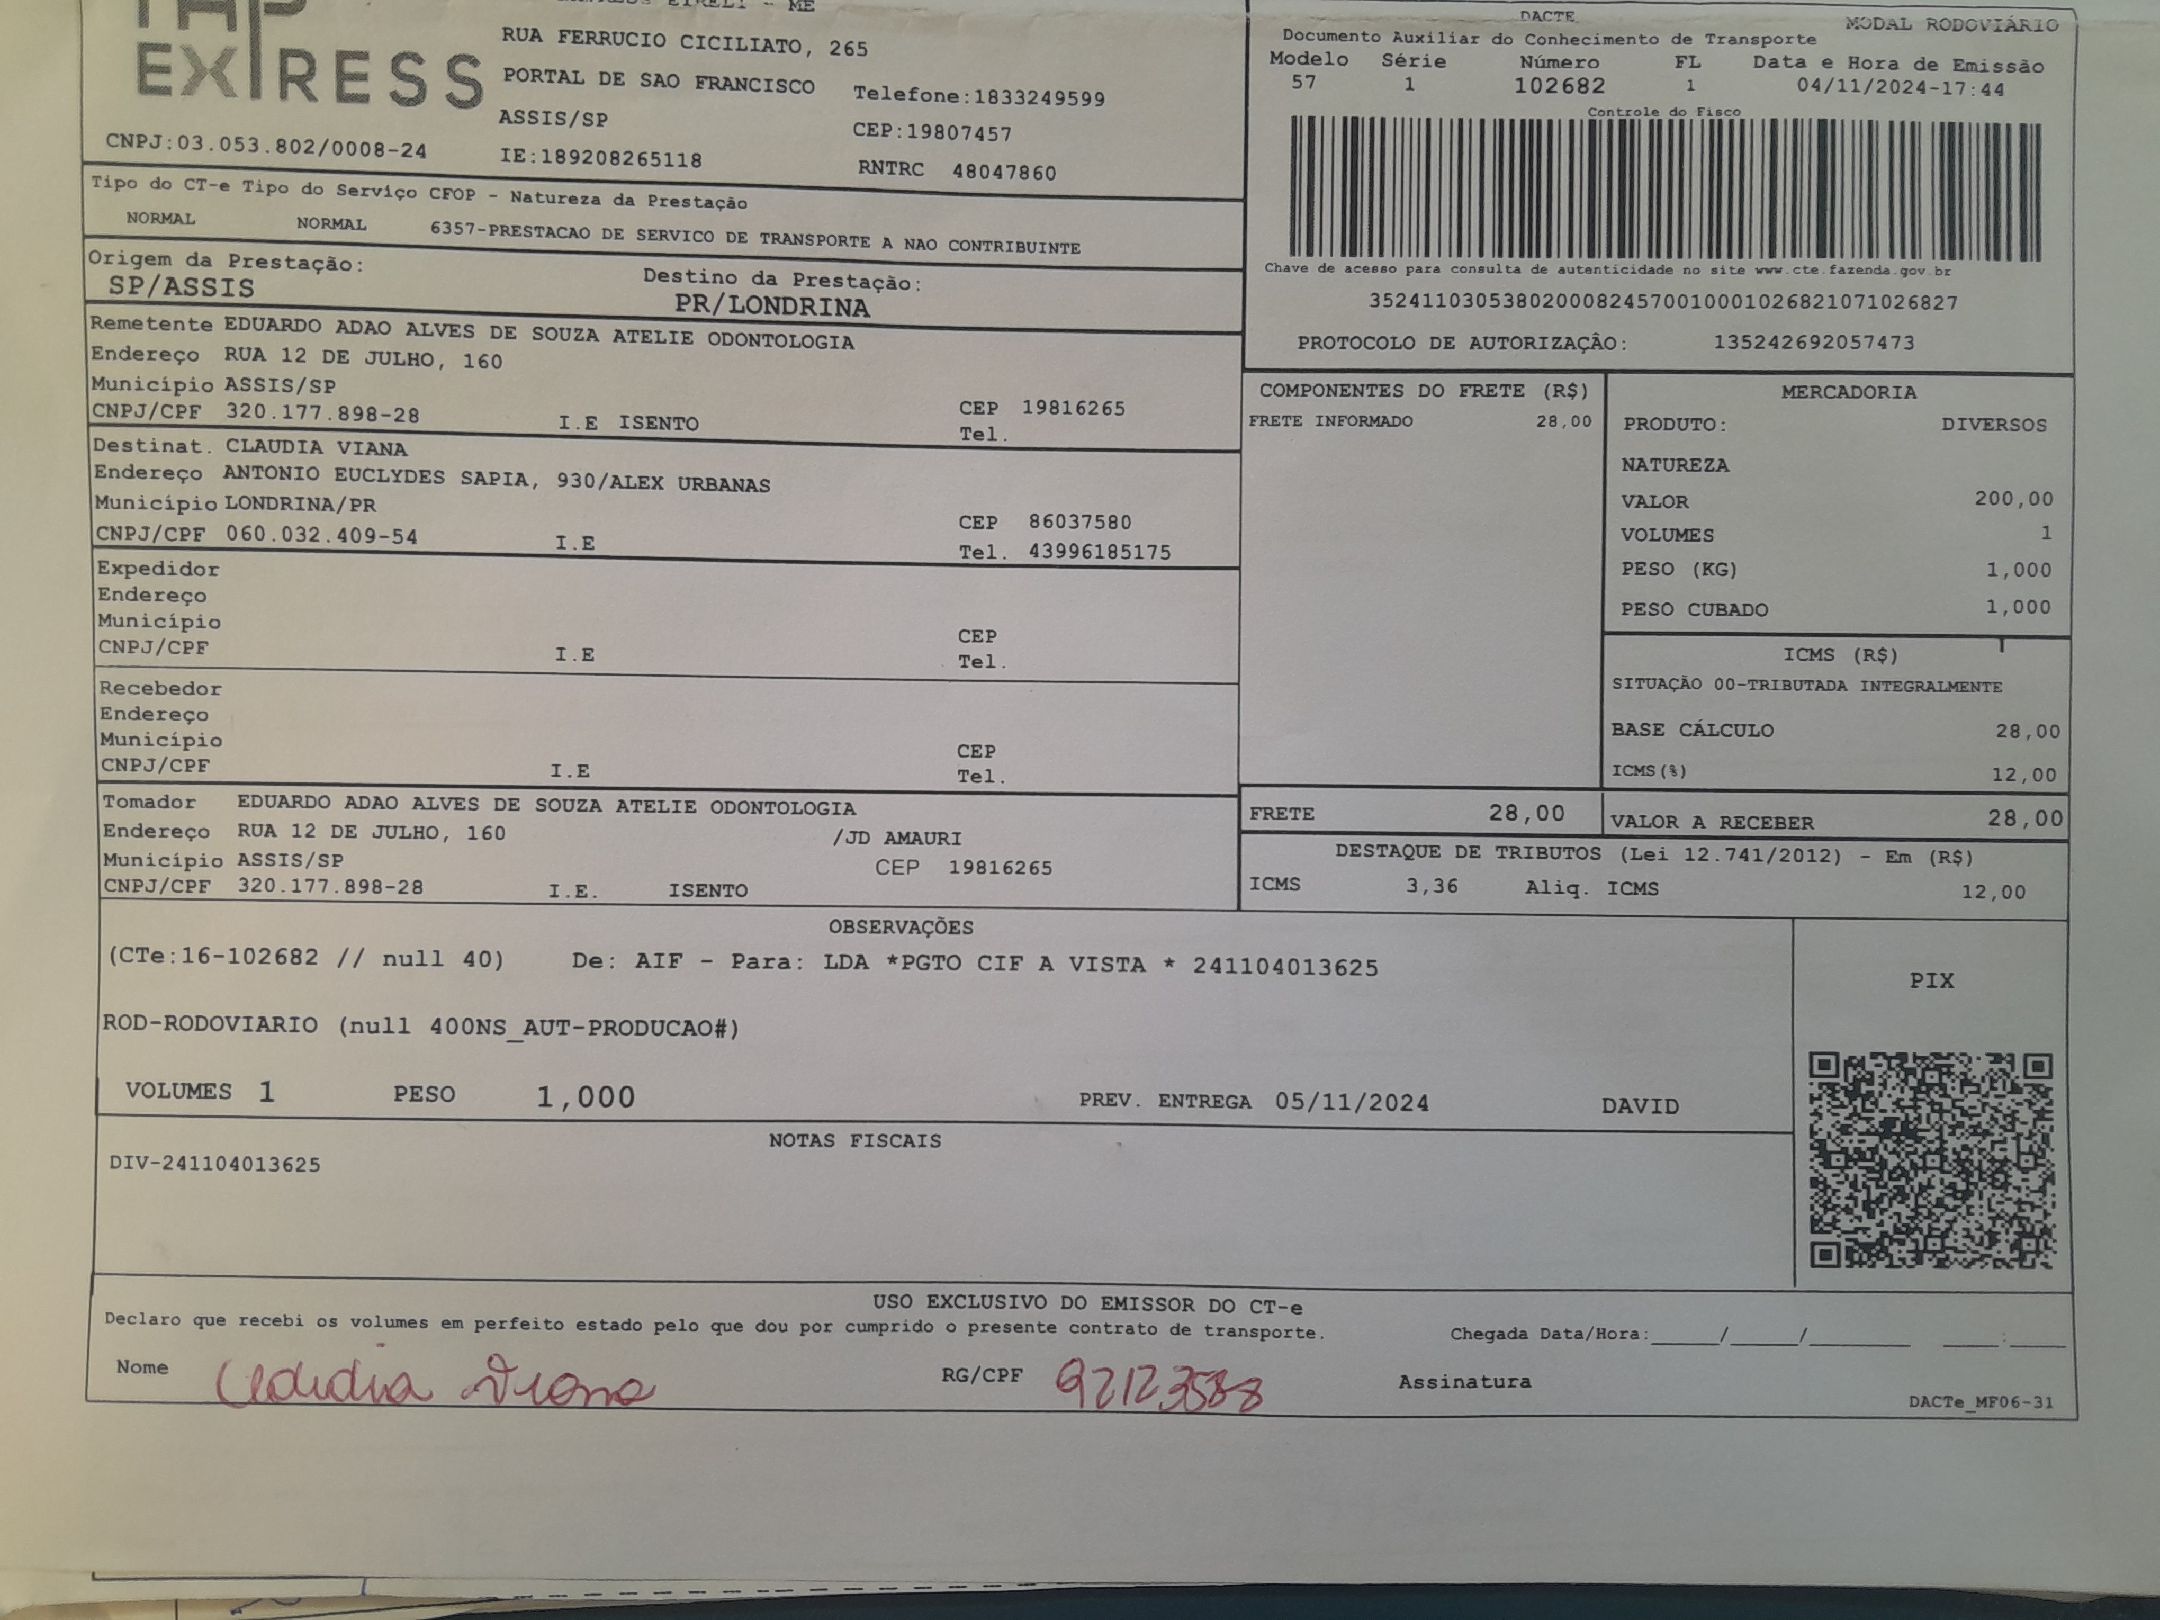 TAP
EXPRESS
EIRELI - ME
RUA FERRUCIO CICILIATO, 265
PORTAL DE SAO FRANCISCO
Telefone:1833249599
ASSIS/SP
CEP:19807457
CNPJ:03.053.802/0008-24
IE:189208265118
RNTRC 48047860
DACTE
MODAL RODOVIÁRIO
Documento Auxiliar do Conhecimento de Transporte
Modelo Série Número FL Data e Hora de Emissão
57 1 102682 1 04/11/2024-17:44
Controle do Fisco
Chave de acesso para consulta de autenticidade no site www.cte.fazenda.gov.br
35241103053802000824570010001026821071026827
PROTOCOLO DE AUTORIZAÇÂO: 135242692057473
Tipo do CT-e Tipo do Serviço CFOP - Natureza da Prestação
NORMAL NORMAL 6357-PRESTACAO DE SERVICO DE TRANSPORTE A NAO CONTRIBUINTE
Origem da Prestação: Destino da Prestação:
SP/ASSIS PR/LONDRINA
Remetente EDUARDO ADAO ALVES DE SOUZA ATELIE ODONTOLOGIA
Endereço RUA 12 DE JULHO, 160
Município ASSIS/SP
CEP 19816265
CNPJ/CPF 320.177.898-28 I.E ISENTO
Tel.
Destinat. CLAUDIA VIANA
Endereço ANTONIO EUCLYDES SAPIA, 930/ALEX URBANAS
Município LONDRINA/PR
CEP 86037580
CNPJ/CPF 060.032.409-54 I.E
Tel. 43996185175
Expedidor
Endereço
Município
CEP
CNPJ/CPF I.E
Tel.
Recebedor
Endereço
Município
CEP
CNPJ/CPF I.E
Tel.
Tomador EDUARDO ADAO ALVES DE SOUZA ATELIE ODONTOLOGIA
Endereço RUA 12 DE JULHO, 160 /JD AMAURI
Município ASSIS/SP CEP 19816265
CNPJ/CPF 320.177.898-28 I.E. ISENTO
COMPONENTES DO FRETE (R$)
FRETE INFORMADO 28,00
MERCADORIA
PRODUTO: DIVERSOS
NATUREZA
VALOR 200,00
VOLUMES 1
PESO (KG) 1,000
PESO CUBADO 1,000
ICMS (R$)
SITUAÇÃO 00-TRIBUTADA INTEGRALMENTE
BASE CÁLCULO 28,00
ICMS(%) 12,00
FRETE 28,00 VALOR A RECEBER 28,00
DESTAQUE DE TRIBUTOS (Lei 12.741/2012) - Em (R$)
ICMS 3,36 Aliq. ICMS 12,00
OBSERVAÇÕES
(CTe:16-102682 // null 40) De: AIF - Para: LDA *PGTO CIF A VISTA * 241104013625
PIX
ROD-RODOVIARIO (null 400NS_AUT-PRODUCAO#)
VOLUMES 1 PESO 1,000 PREV. ENTREGA 05/11/2024 DAVID
NOTAS FISCAIS
DIV-241104013625
USO EXCLUSIVO DO EMISSOR DO CT-e
Declaro que recebi os volumes em perfeito estado pelo que dou por cumprido o presente contrato de transporte. Chegada Data/Hora:_____/_____/_______ ____:____
Nome Claudia Viana RG/CPF 92123588 Assinatura
DACTe_MF06-31